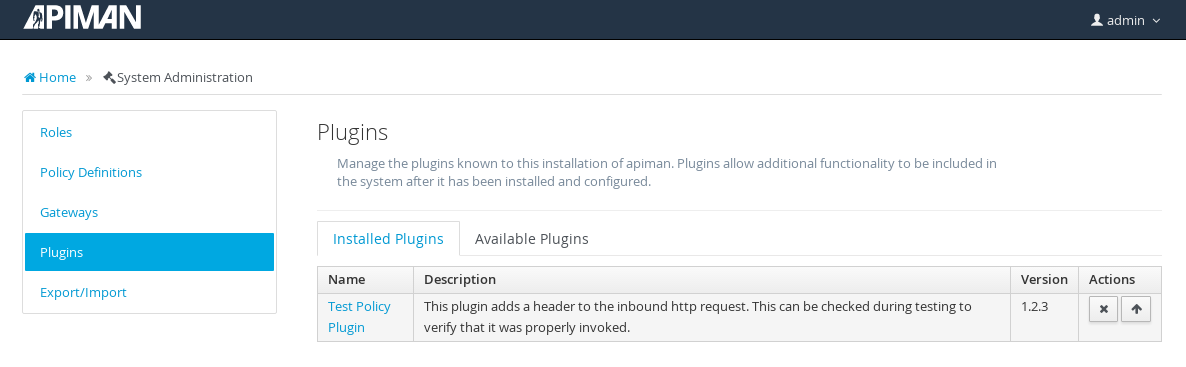 APIMAN
admin
Home » System Administration
Roles
Policy Definitions
Gateways
Plugins
Export/Import
Plugins
Manage the plugins known to this installation of apiman. Plugins allow additional functionality to be included in
the system after it has been installed and configured.
Installed Plugins Available Plugins
Name Description Version Actions
Test Policy
Plugin
This plugin adds a header to the inbound http request. This can be checked during testing to
verify that it was properly invoked.
1.2.3